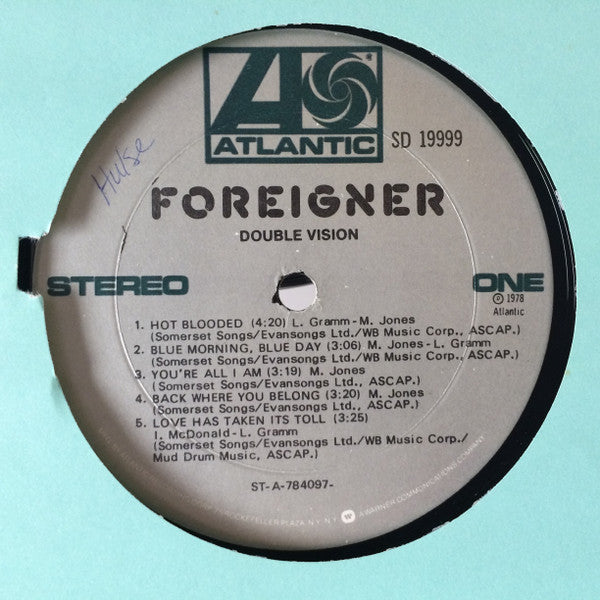 Hulse
®
ATLANTIC
SD 19999
FOREIGNER
DOUBLE VISION
STEREO
ONE
℗ 1978
Atlantic
1. HOT BLOODED (4:20) L. Gramm-M. Jones
(Somerset Songs/Evansongs Ltd./WB Music Corp., ASCAP.)
2. BLUE MORNING, BLUE DAY (3:06) M. Jones-L. Gramm
(Somerset Songs/Evansongs Ltd./WB Music Corp., ASCAP.)
3. YOU'RE ALL I AM (3:19) M. Jones
(Somerset Songs/Evansongs Ltd., ASCAP.)
4. BACK WHERE YOU BELONG (3:20) M. Jones
(Somerset Songs/Evansongs Ltd., ASCAP.)
5. LOVE HAS TAKEN ITS TOLL (3:25)
I. McDonald-L. Gramm
(Somerset Songs/Evansongs Ltd./WB Music Corp./
Mud Drum Music, ASCAP.)
ST-A-784097-
ROCKEFELLER PLAZA, N.Y. N.Y. A WARNER COMMUNICATIONS COMPANY